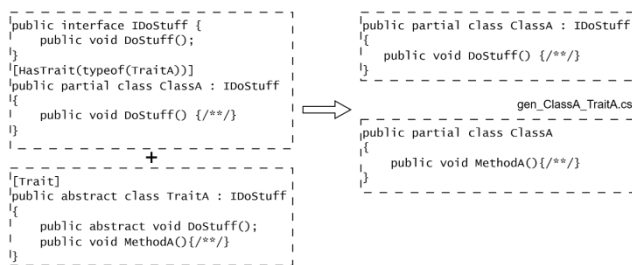 public interface IDoStuff {
    public void DoStuff();
}
[HasTrait(typeof(TraitA))]
public partial class ClassA : IDoStuff
{
    public void DoStuff() {/**/}
}
+
[Trait]
public abstract class TraitA : IDoStuff
{
    public abstract void DoStuff();
    public void MethodA(){/**/}
}
public partial class ClassA : IDoStuff
{
    public void DoStuff() {/**/}
}
gen_ClassA_TraitA.cs
public partial class ClassA
{
    public void MethodA(){/**/}
}